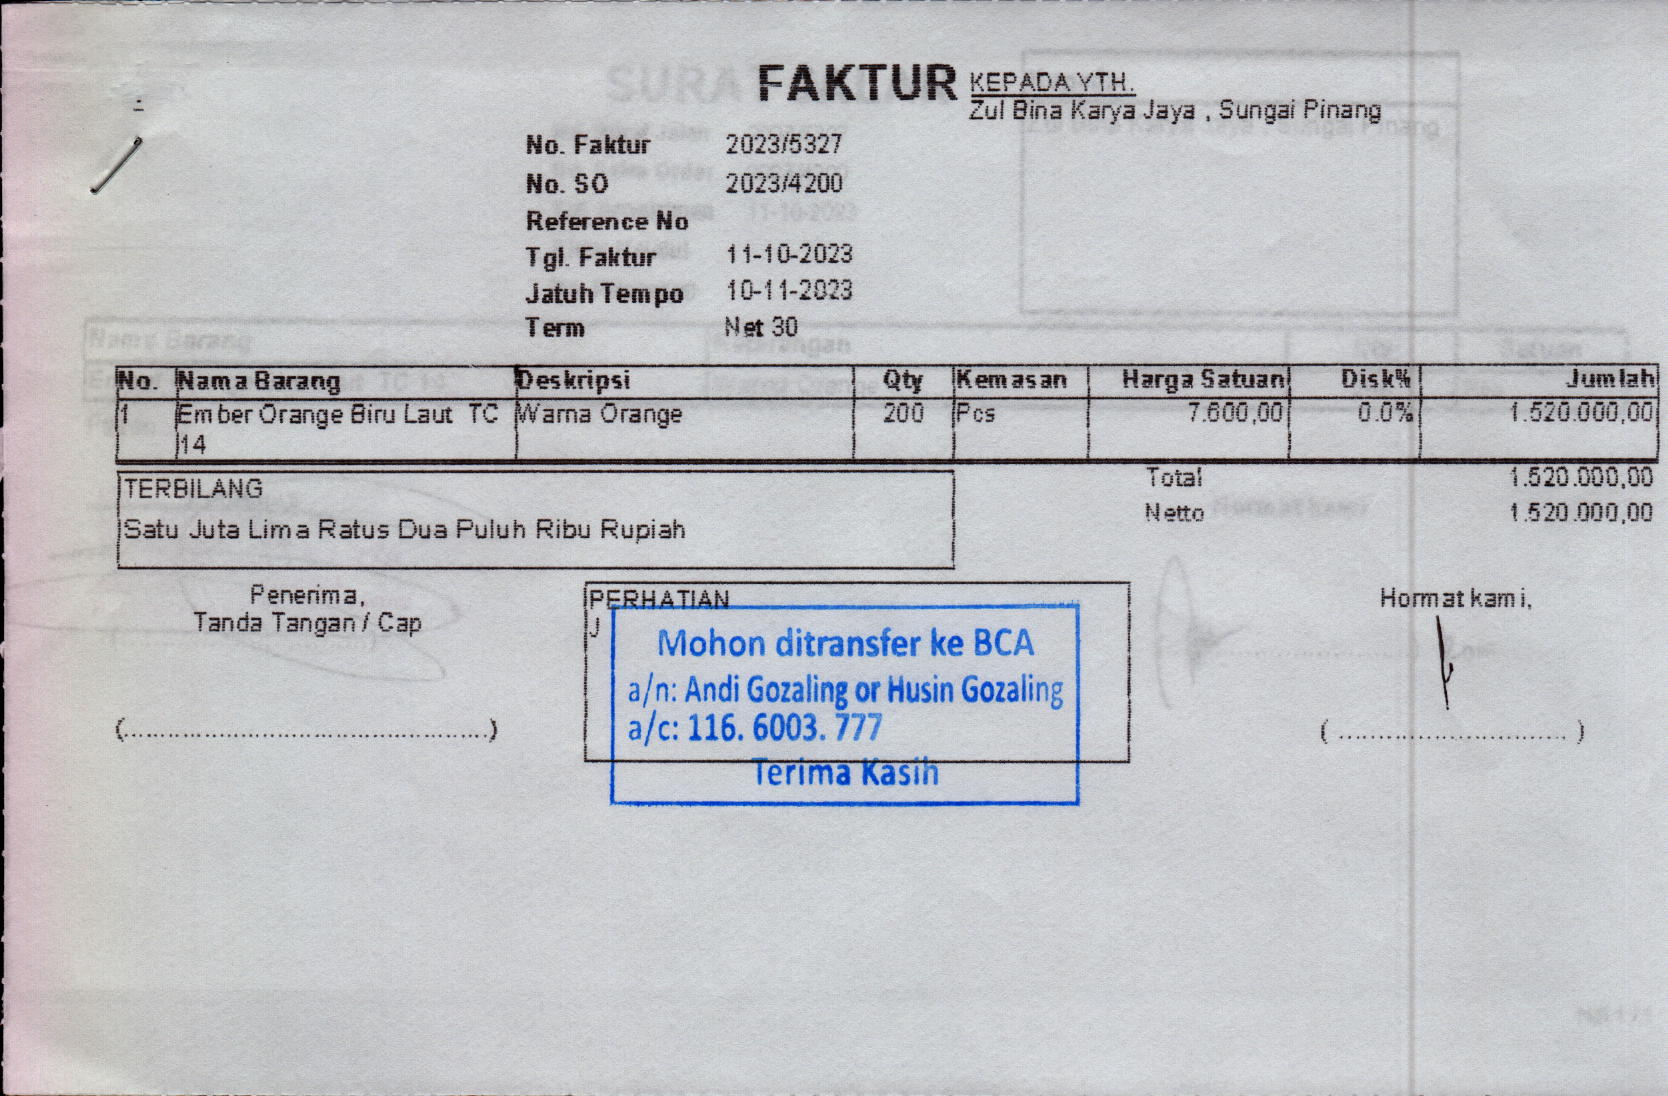 FAKTUR
KEPADA YTH.
Zul Bina Karya Jaya , Sungai Pinang
No. Faktur 2023/5327
No. SO 2023/4200
Reference No
Tgl. Faktur 11-10-2023
Jatuh Tempo 10-11-2023
Term Net 30
No. Nama Barang Deskripsi Qty Kemasan Harga Satuan Disk% Jumlah
1 Ember Orange Biru Laut TC Warna Orange 200 Pcs 7.600,00 0.0% 1.520.000,00
14
Total 1.520.000,00
Netto 1.520.000,00
TERBILANG
Satu Juta Lima Ratus Dua Puluh Ribu Rupiah
Penerima,
Tanda Tangan / Cap
(................................................)
PERHATIAN
J
Mohon ditransfer ke BCA
a/n: Andi Gozaling or Husin Gozaling
a/c: 116. 6003. 777
Terima Kasih
Hormat kami,
( .............................. )